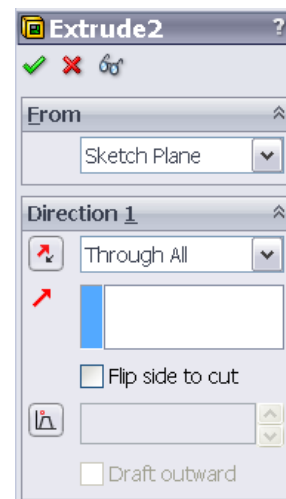 Extrude2 ?
From
Sketch Plane
Direction 1
Through All
Flip side to cut
Draft outward